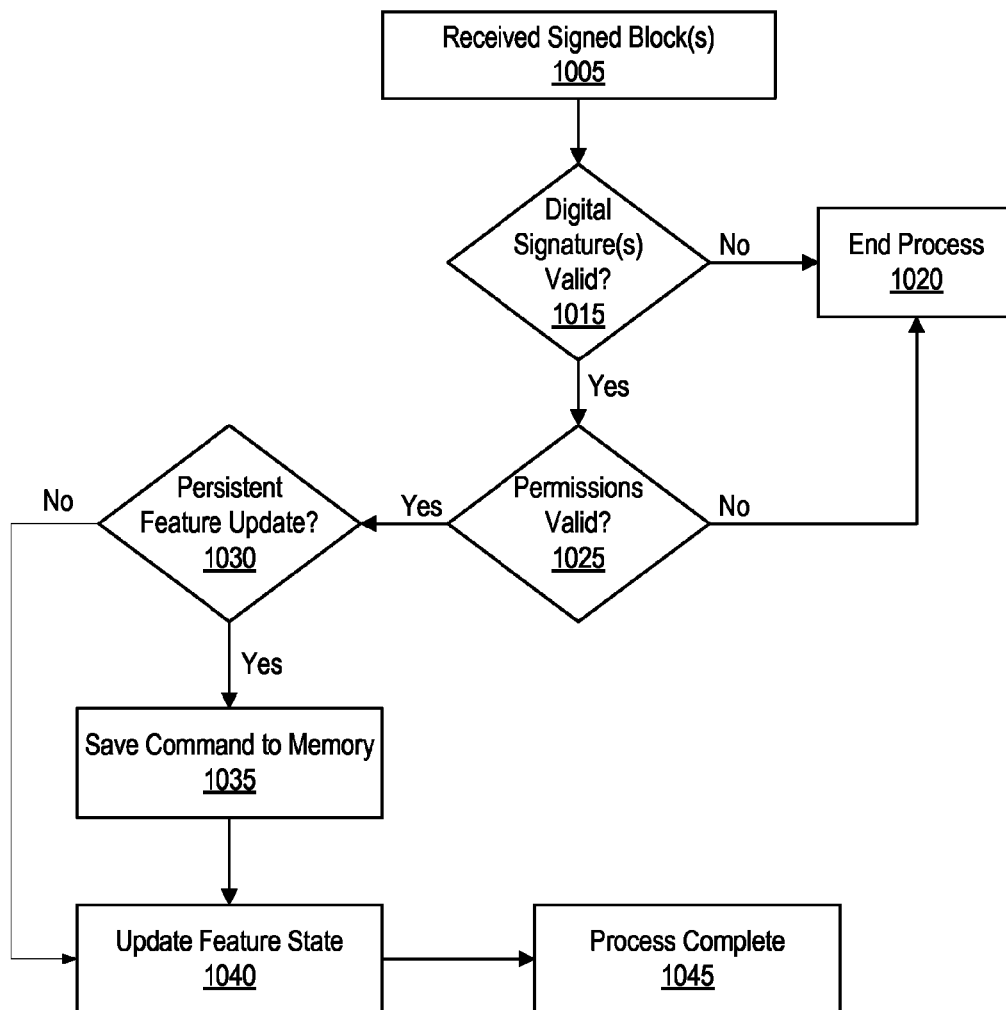 Received Signed Block(s)
1005
Digital
Signature(s)
Valid?
1015
No
End Process
1020
Yes
Permissions
Valid?
1025
No
Yes
Persistent
Feature Update?
1030
No
Yes
Save Command to Memory
1035
Update Feature State
1040
Process Complete
1045